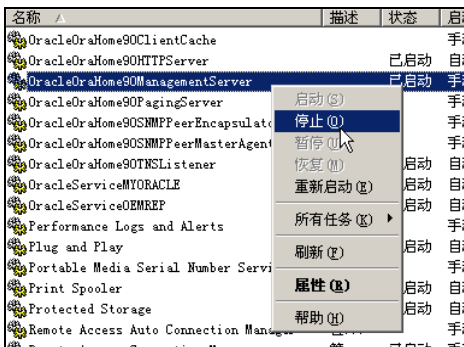 名称 描述 状态 启
OracleOraHome90ClientCache 手
OracleOraHome90HTTPServer 已启动 自
OracleOraHome90ManagementServer 已启动 手
OracleOraHome90PagingServer 手
OracleOraHome90SNMPPeerEncapsulato 手
OracleOraHome90SNMPPeerMasterAgent 手
OracleOraHome90TNSListener 启动 自
OracleServiceMYORACLE 启动 自
OracleServiceOEMREP 启动 自
Performance Logs and Alerts 手
Plug and Play 启动 自
Portable Media Serial Number Servi 手
Print Spooler 启动 自
Protected Storage 启动 自
Remote Access Auto Connection Manager 手
启动(S)
停止(O)
暂停(U)
恢复(M)
重新启动(E)
所有任务(K)
刷新(F)
属性(R)
帮助(H)